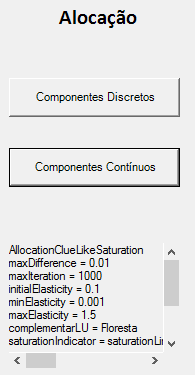 Alocação
Componentes Discretos
Componentes Contínuos
AllocationClueLikeSaturation
maxDifference = 0.01
maxIteration = 1000
initialElasticity = 0.1
minElasticity = 0.001
maxElasticity = 1.5
complementarLU = Floresta
saturationIndicator = saturationLin